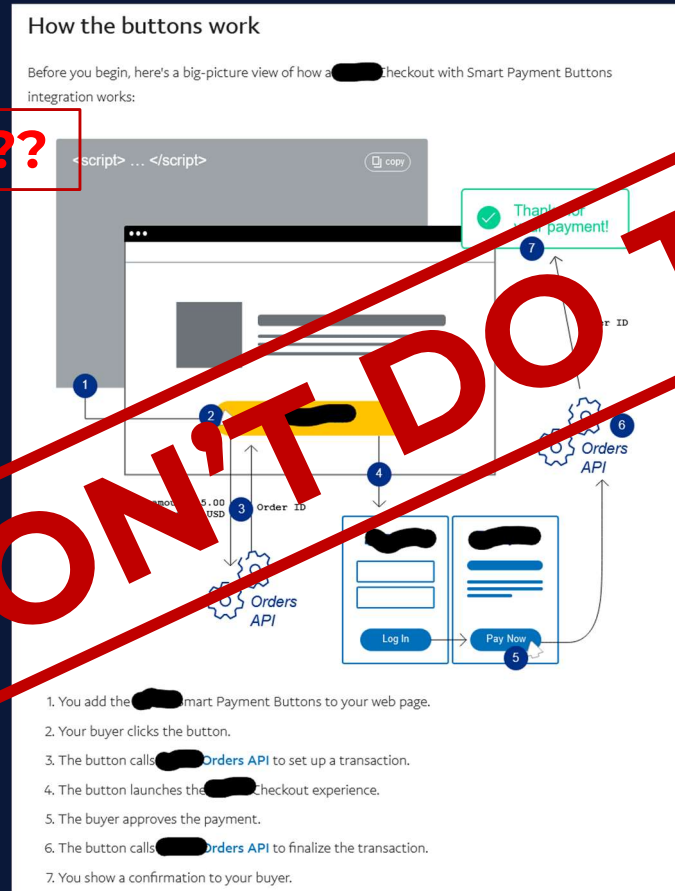 How the buttons work
Before you begin, here's a big-picture view of how a Checkout with Smart Payment Buttons
integration works:
??
<script> ... </script>
copy
Thanks for
your payment!
7
ID
1
2
6
Orders
API
4
5.00
USD
3
Order ID
Orders
API
Log In
Pay Now
5
ON'T DO T
1. You add the Smart Payment Buttons to your web page.
2. Your buyer clicks the button.
3. The button calls Orders API to set up a transaction.
4. The button launches the Checkout experience.
5. The buyer approves the payment.
6. The button calls Orders API to finalize the transaction.
7. You show a confirmation to your buyer.